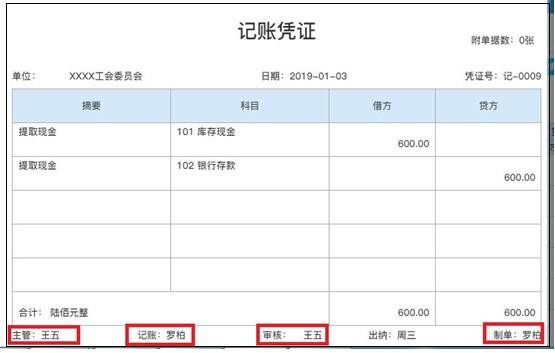 记账凭证
附单据数：0张
单位： XXXX工会委员会 日期：2019-01-03 凭证号：记-0009
摘要 科目 借方 贷方
提取现金 101 库存现金 600.00
提取现金 102 银行存款 600.00
合计： 陆佰元整 600.00 600.00
主管： 王五 记账：罗柏 审核： 王五 出纳：周三 制单：罗柏